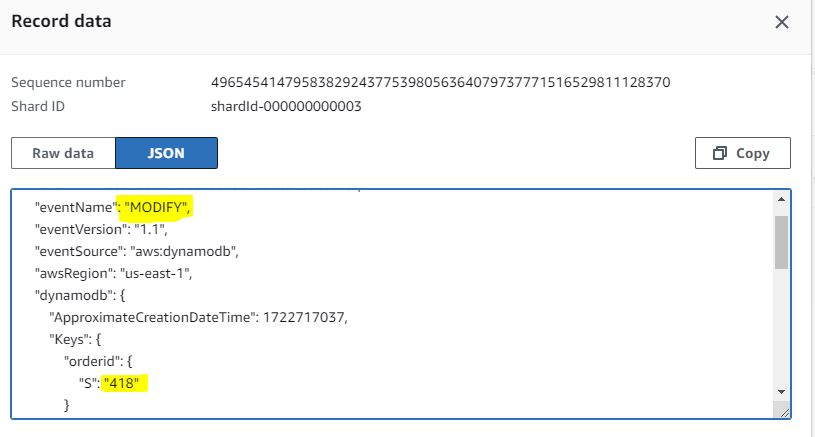 Record data
Sequence number 49654541479583829243775398056364079737771516529811128370
Shard ID shardId-000000000003
Raw data JSON Copy
"eventName": "MODIFY",
"eventVersion": "1.1",
"eventSource": "aws:dynamodb",
"awsRegion": "us-east-1",
"dynamodb": {
"ApproximateCreationDateTime": 1722717037,
"Keys": {
"orderid": {
"S": "418"
}